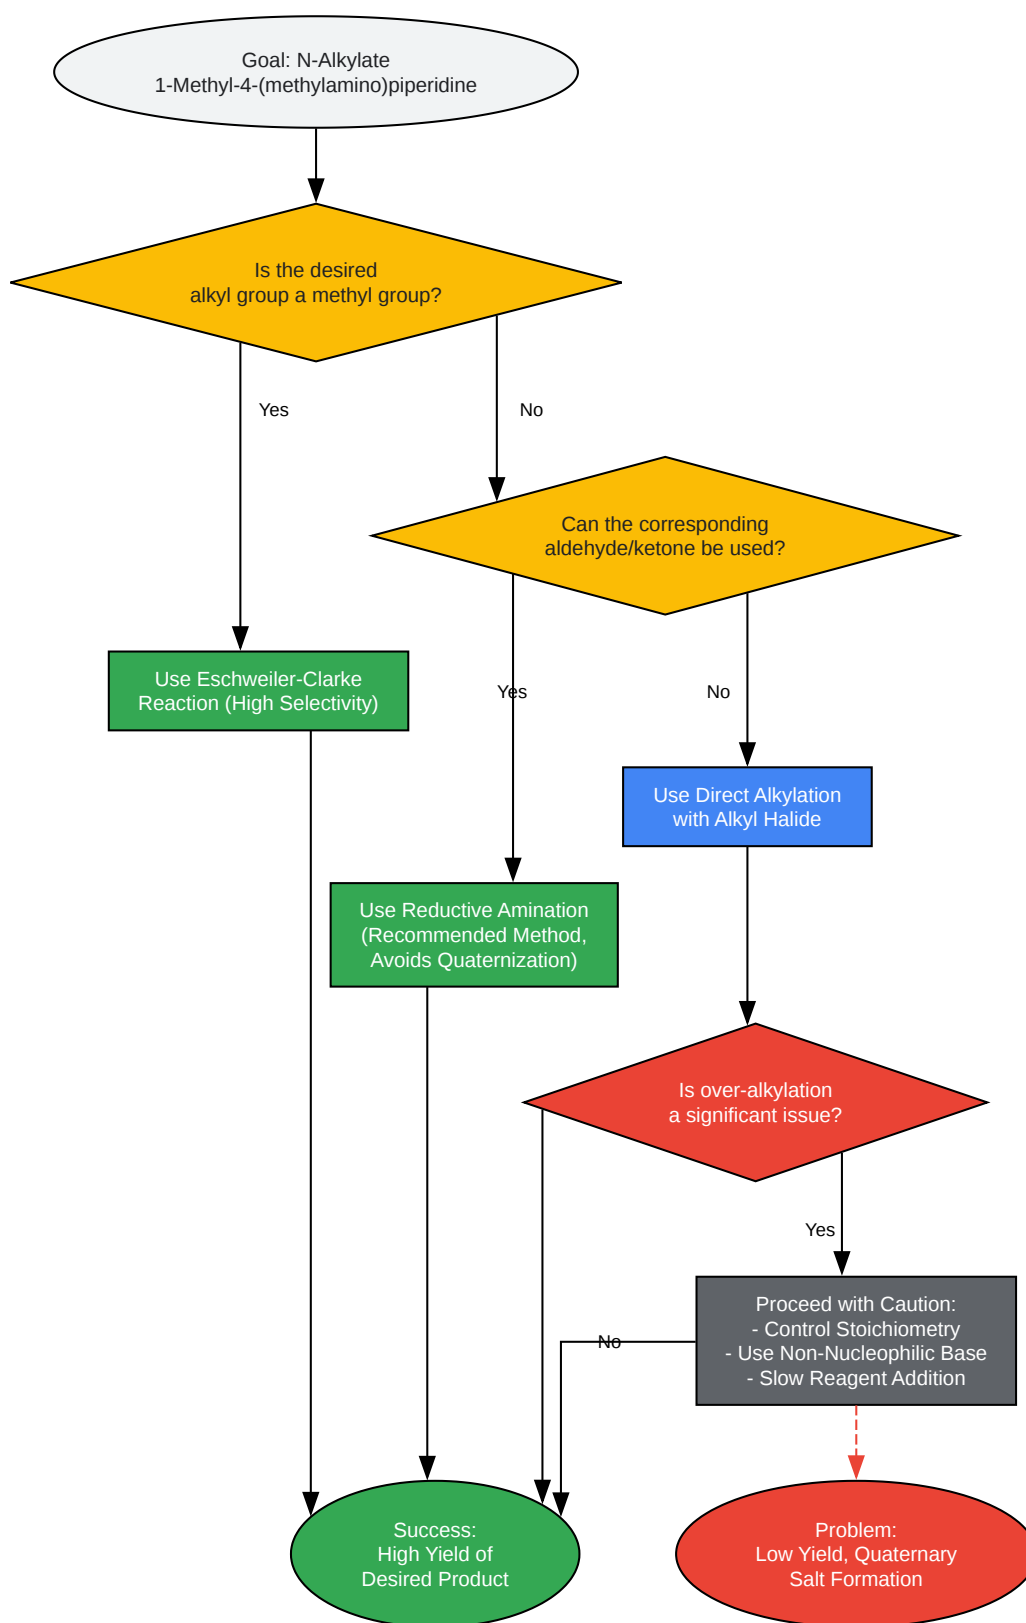 Goal: N-Alkylate
1-Methyl-4-(methylamino)piperidine
Is the desired
alkyl group a methyl group?
Yes
No
Can the corresponding
aldehyde/ketone be used?
Use Eschweiler-Clarke
Reaction (High Selectivity)
Yes
No
Use Direct Alkylation
with Alkyl Halide
Use Reductive Amination
(Recommended Method,
Avoids Quaternization)
Is over-alkylation
a significant issue?
Yes
Proceed with Caution:
- Control Stoichiometry
- Use Non-Nucleophilic Base
- Slow Reagent Addition
No
Success:
High Yield of
Desired Product
Problem:
Low Yield, Quaternary
Salt Formation